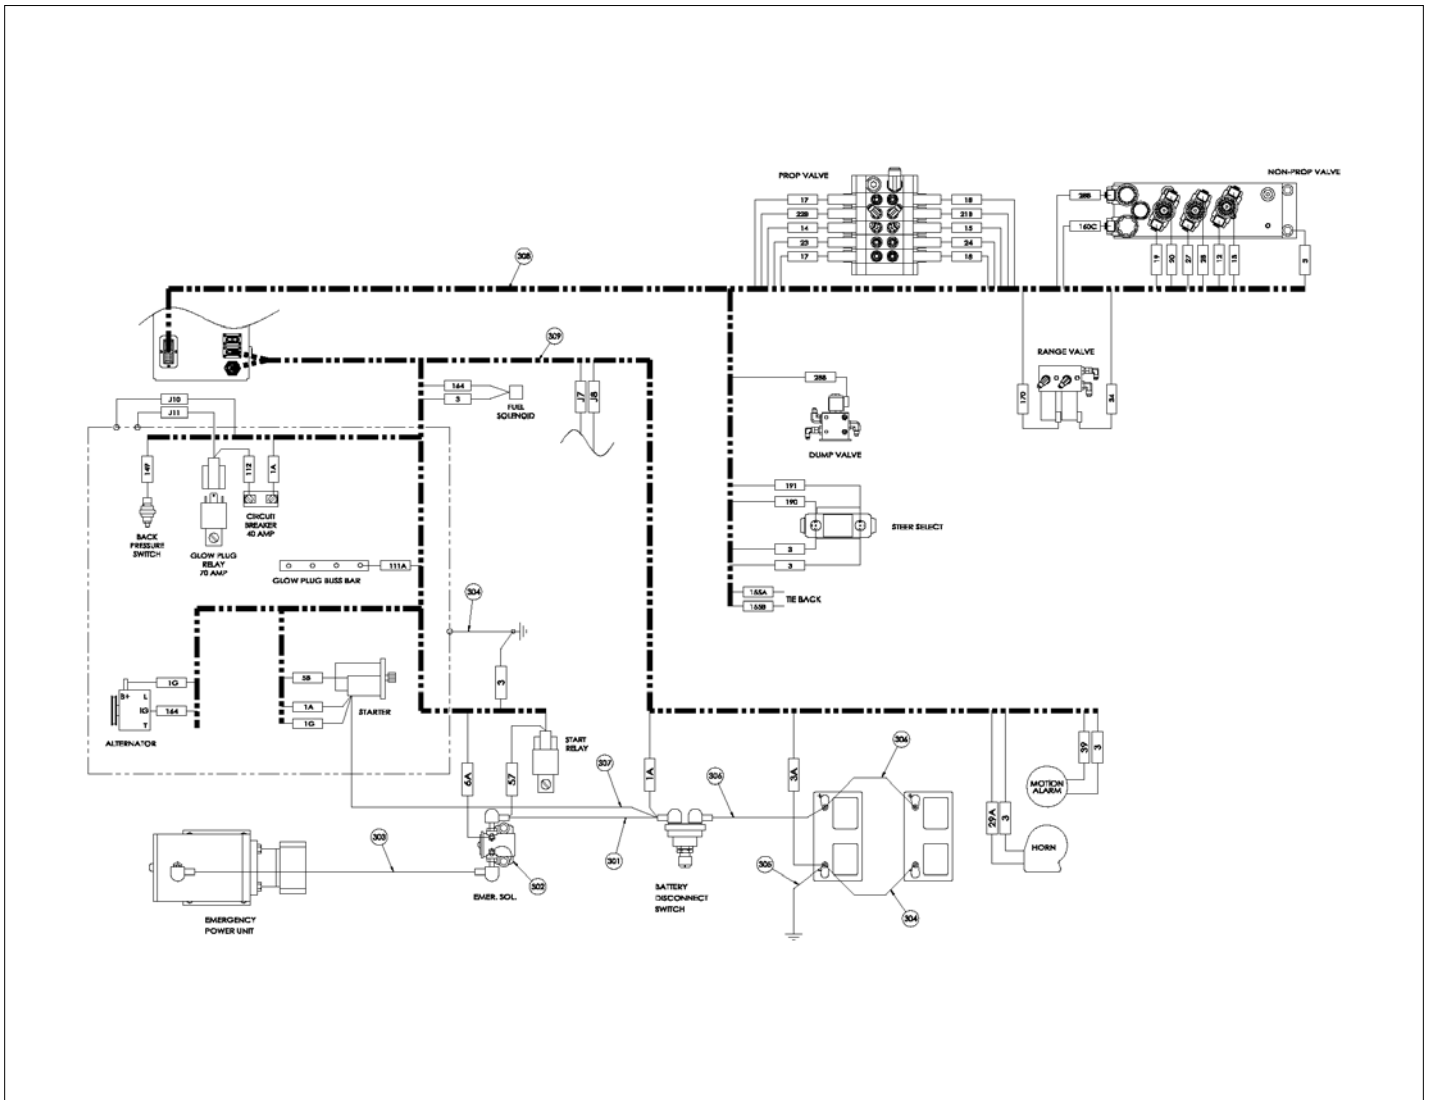 PROP VALVE
NON-PROP VALVE
17
22B
14
23
17
18
21B
15
24
18
28B
160C
19
20
27
28
12
13
3
308
309
RANGE VALVE
170
34
164
3
FUEL
SOLENOID
J7
J8
28B
DUMP VALVE
J10
J11
149
112
1A
BACK
PRESSURE
SWITCH
GLOW PLUG
RELAY
70 AMP
CIRCUIT
BREAKER
40 AMP
191
190
3
3
STEER SELECT
111A
GLOW PLUG BUSS BAR
165A
165B
TIE BACK
304
3
1G
164
B+
L
IG
T
ALTERNATOR
5B
1A
1G
STARTER
START
RELAY
6A
57
307
1A
306
3A
306
39
3
MOTION
ALARM
29A
3
HORN
303
301
302
305
304
EMER. SOL.
BATTERY
DISCONNECT
SWITCH
EMERGENCY
POWER UNIT